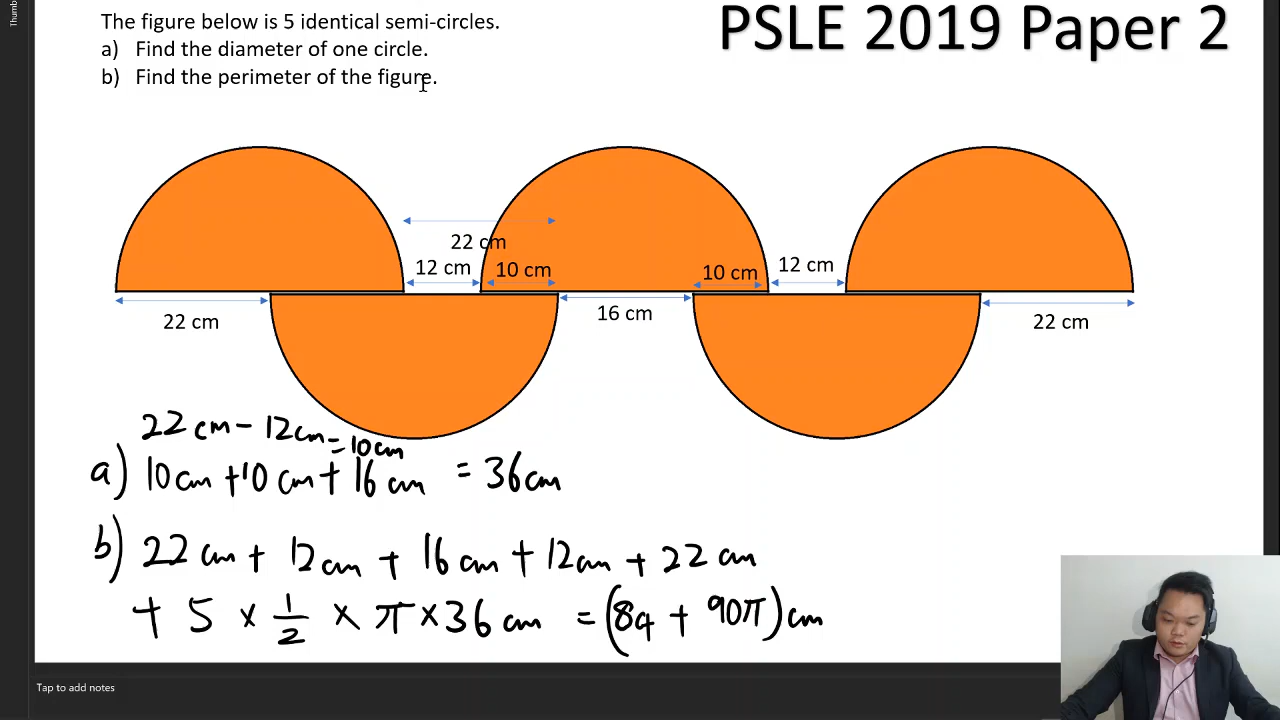 Thumb
The figure below is 5 identical semi-circles.
a) Find the diameter of one circle.
b) Find the perimeter of the figure.
PSLE 2019 Paper 2
22 cm
12 cm
10 cm
10 cm
12 cm
22 cm
16 cm
22 cm
22 cm - 12 cm = 10 cm
a) 10 cm + 10 cm + 16 cm = 36 cm
b) 22 cm + 12 cm + 16 cm + 12 cm + 22 cm
+ 5 × 1/2 × π × 36 cm = (84 + 90π) cm
Tap to add notes